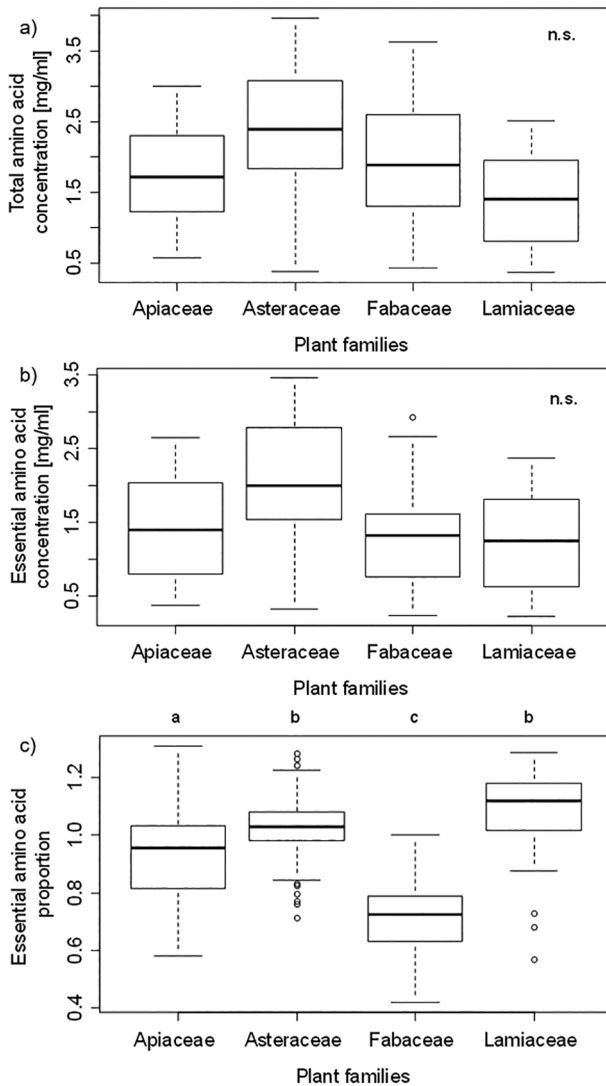 a)
n.s.
Total amino acid
concentration [mg/ml]
3.5
2.5
1.5
0.5
Apiaceae Asteraceae Fabaceae Lamiaceae
Plant families
b)
n.s.
Essential amino acid
concentration [mg/ml]
3.5
2.5
1.5
0.5
Apiaceae Asteraceae Fabaceae Lamiaceae
Plant families
a b c b
c)
Essential amino acid
proportion
1.2
1.0
0.8
0.6
0.4
Apiaceae Asteraceae Fabaceae Lamiaceae
Plant families